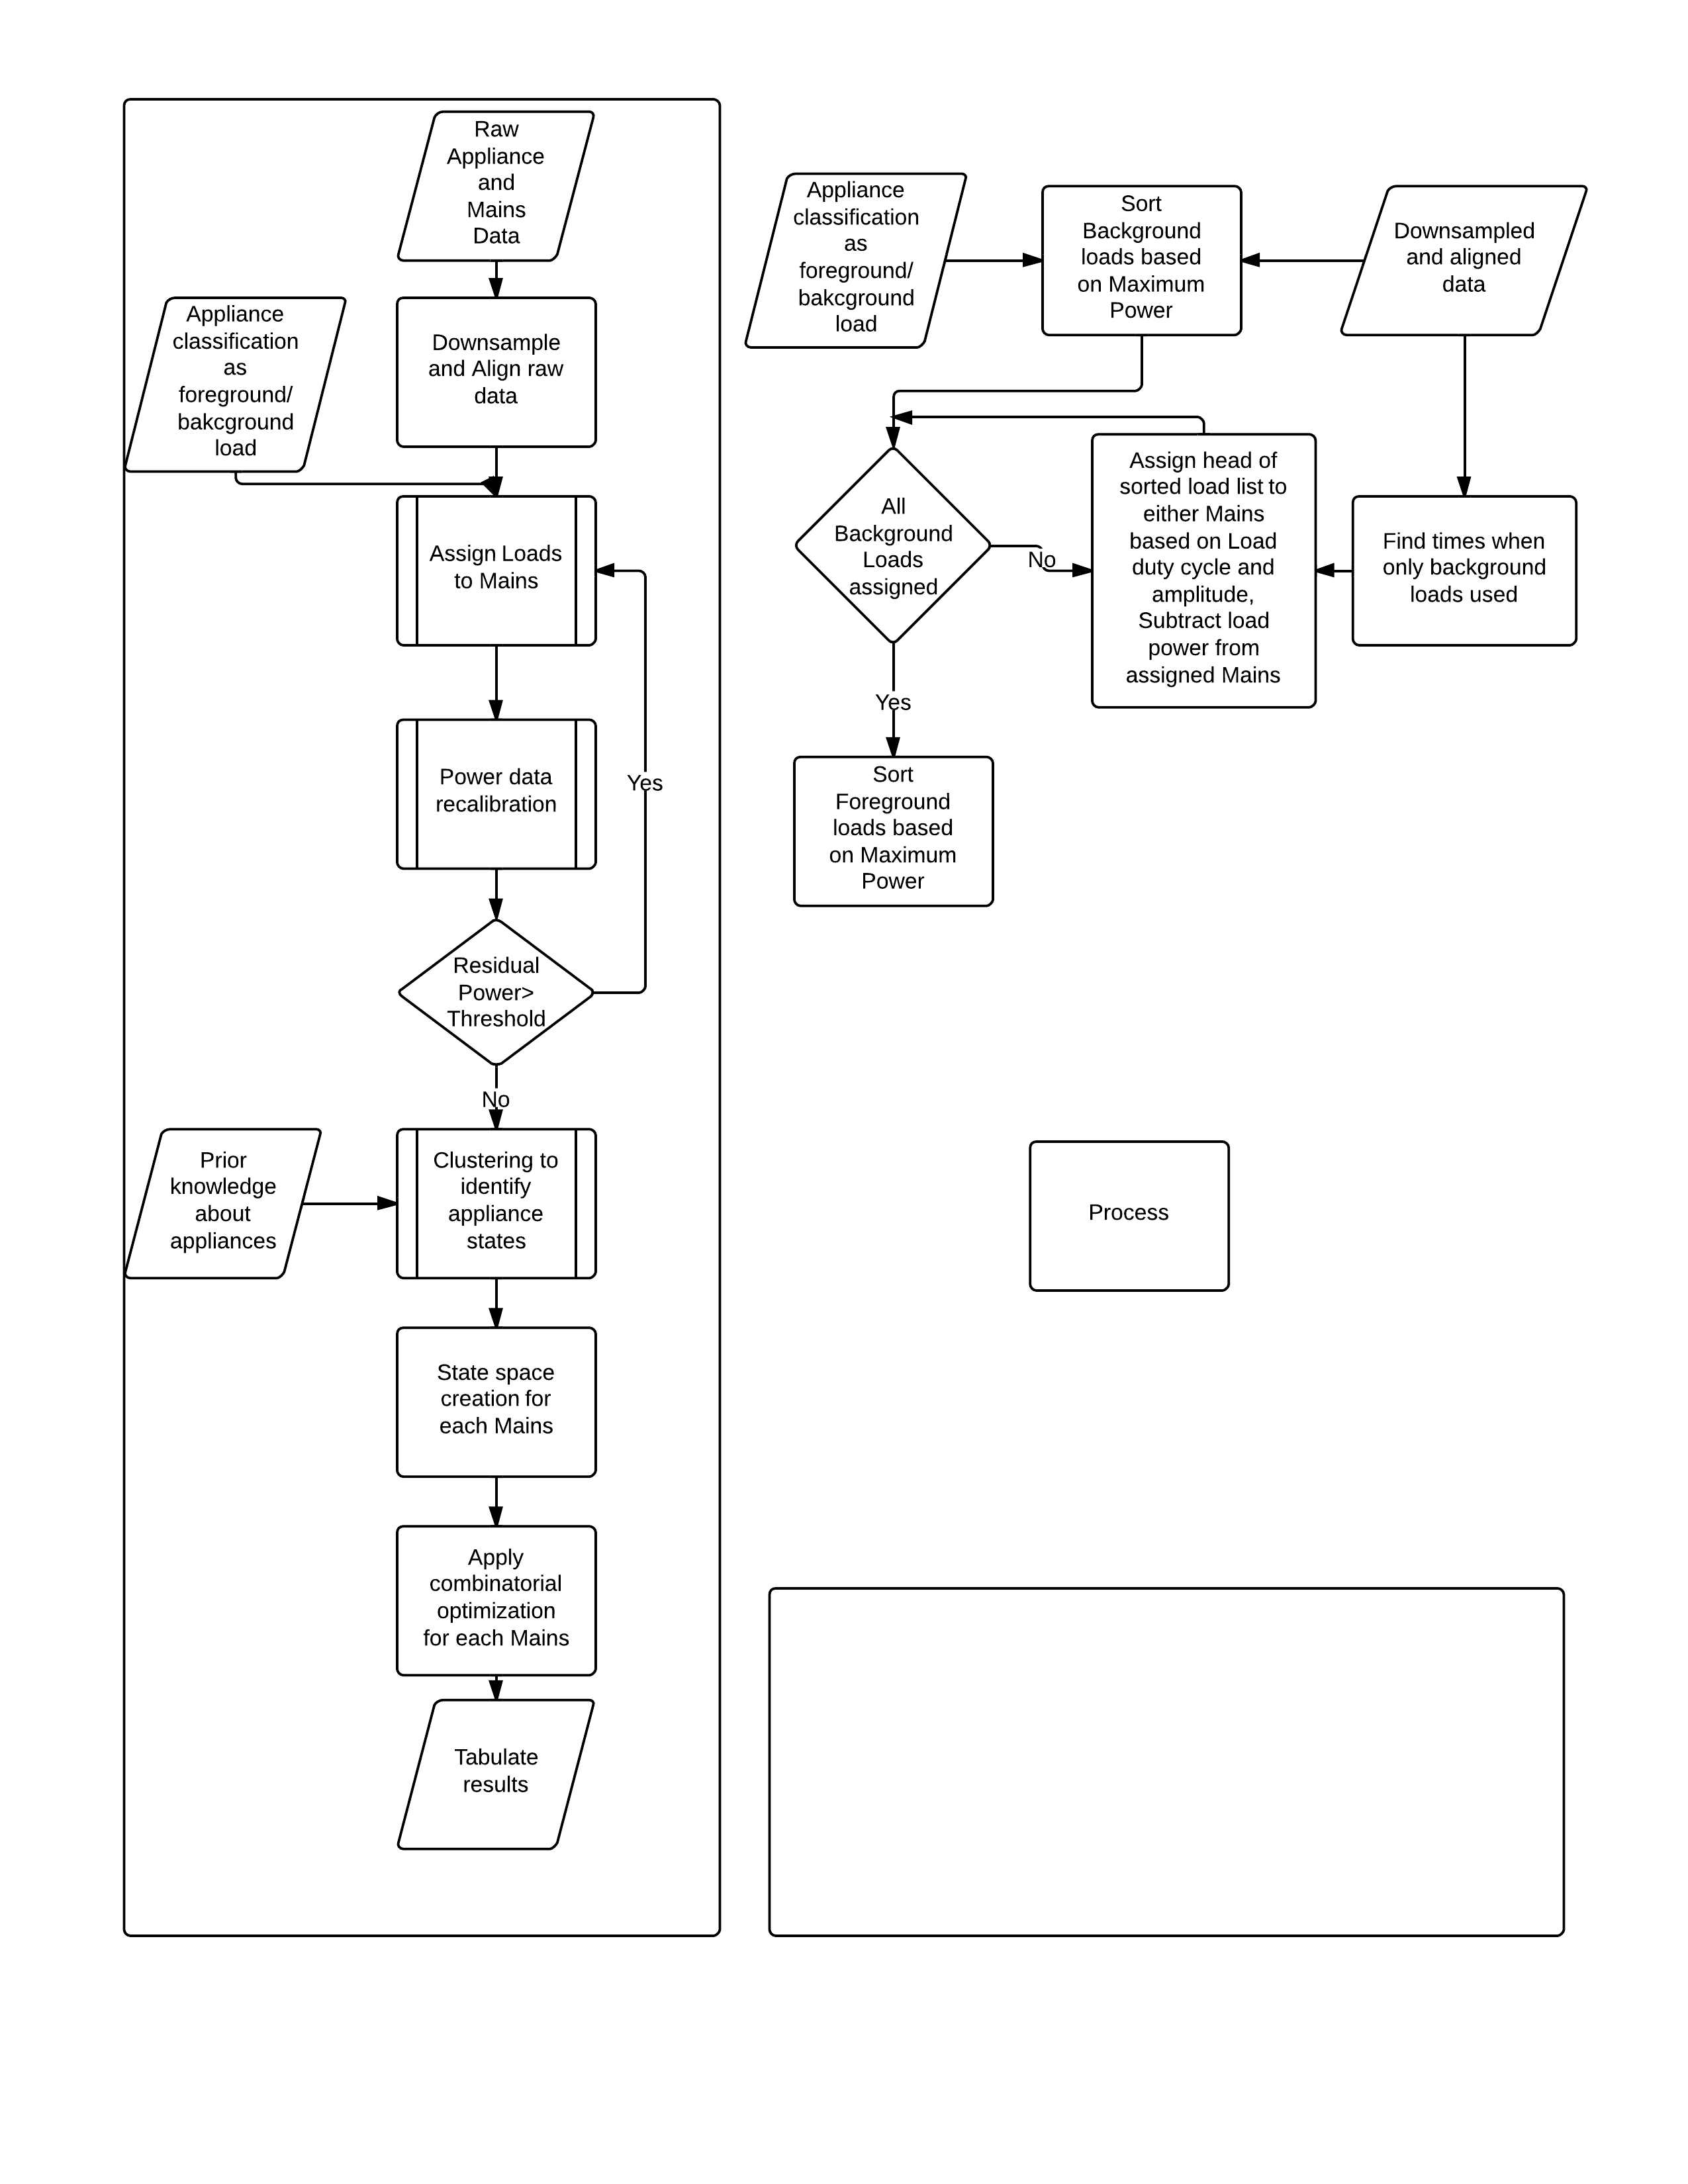 Raw
Appliance
and
Mains
Data
Appliance
classification
as
foreground/
bakcground
load
Downsample
and Align raw
data
Assign Loads
to Mains
Power data
recalibration
Yes
Residual
Power>
Threshold
No
Prior
knowledge
about
appliances
Clustering to
identify
appliance
states
State space
creation for
each Mains
Apply
combinatorial
optimization
for each Mains
Tabulate
results
Appliance
classification
as
foreground/
bakcground
load
Sort
Background
loads based
on Maximum
Power
Downsampled
and aligned
data
All
Background
Loads
assigned
No
Assign head of
sorted load list to
either Mains
based on Load
duty cycle and
amplitude,
Subtract load
power from
assigned Mains
Find times when
only background
loads used
Yes
Sort
Foreground
loads based
on Maximum
Power
Process